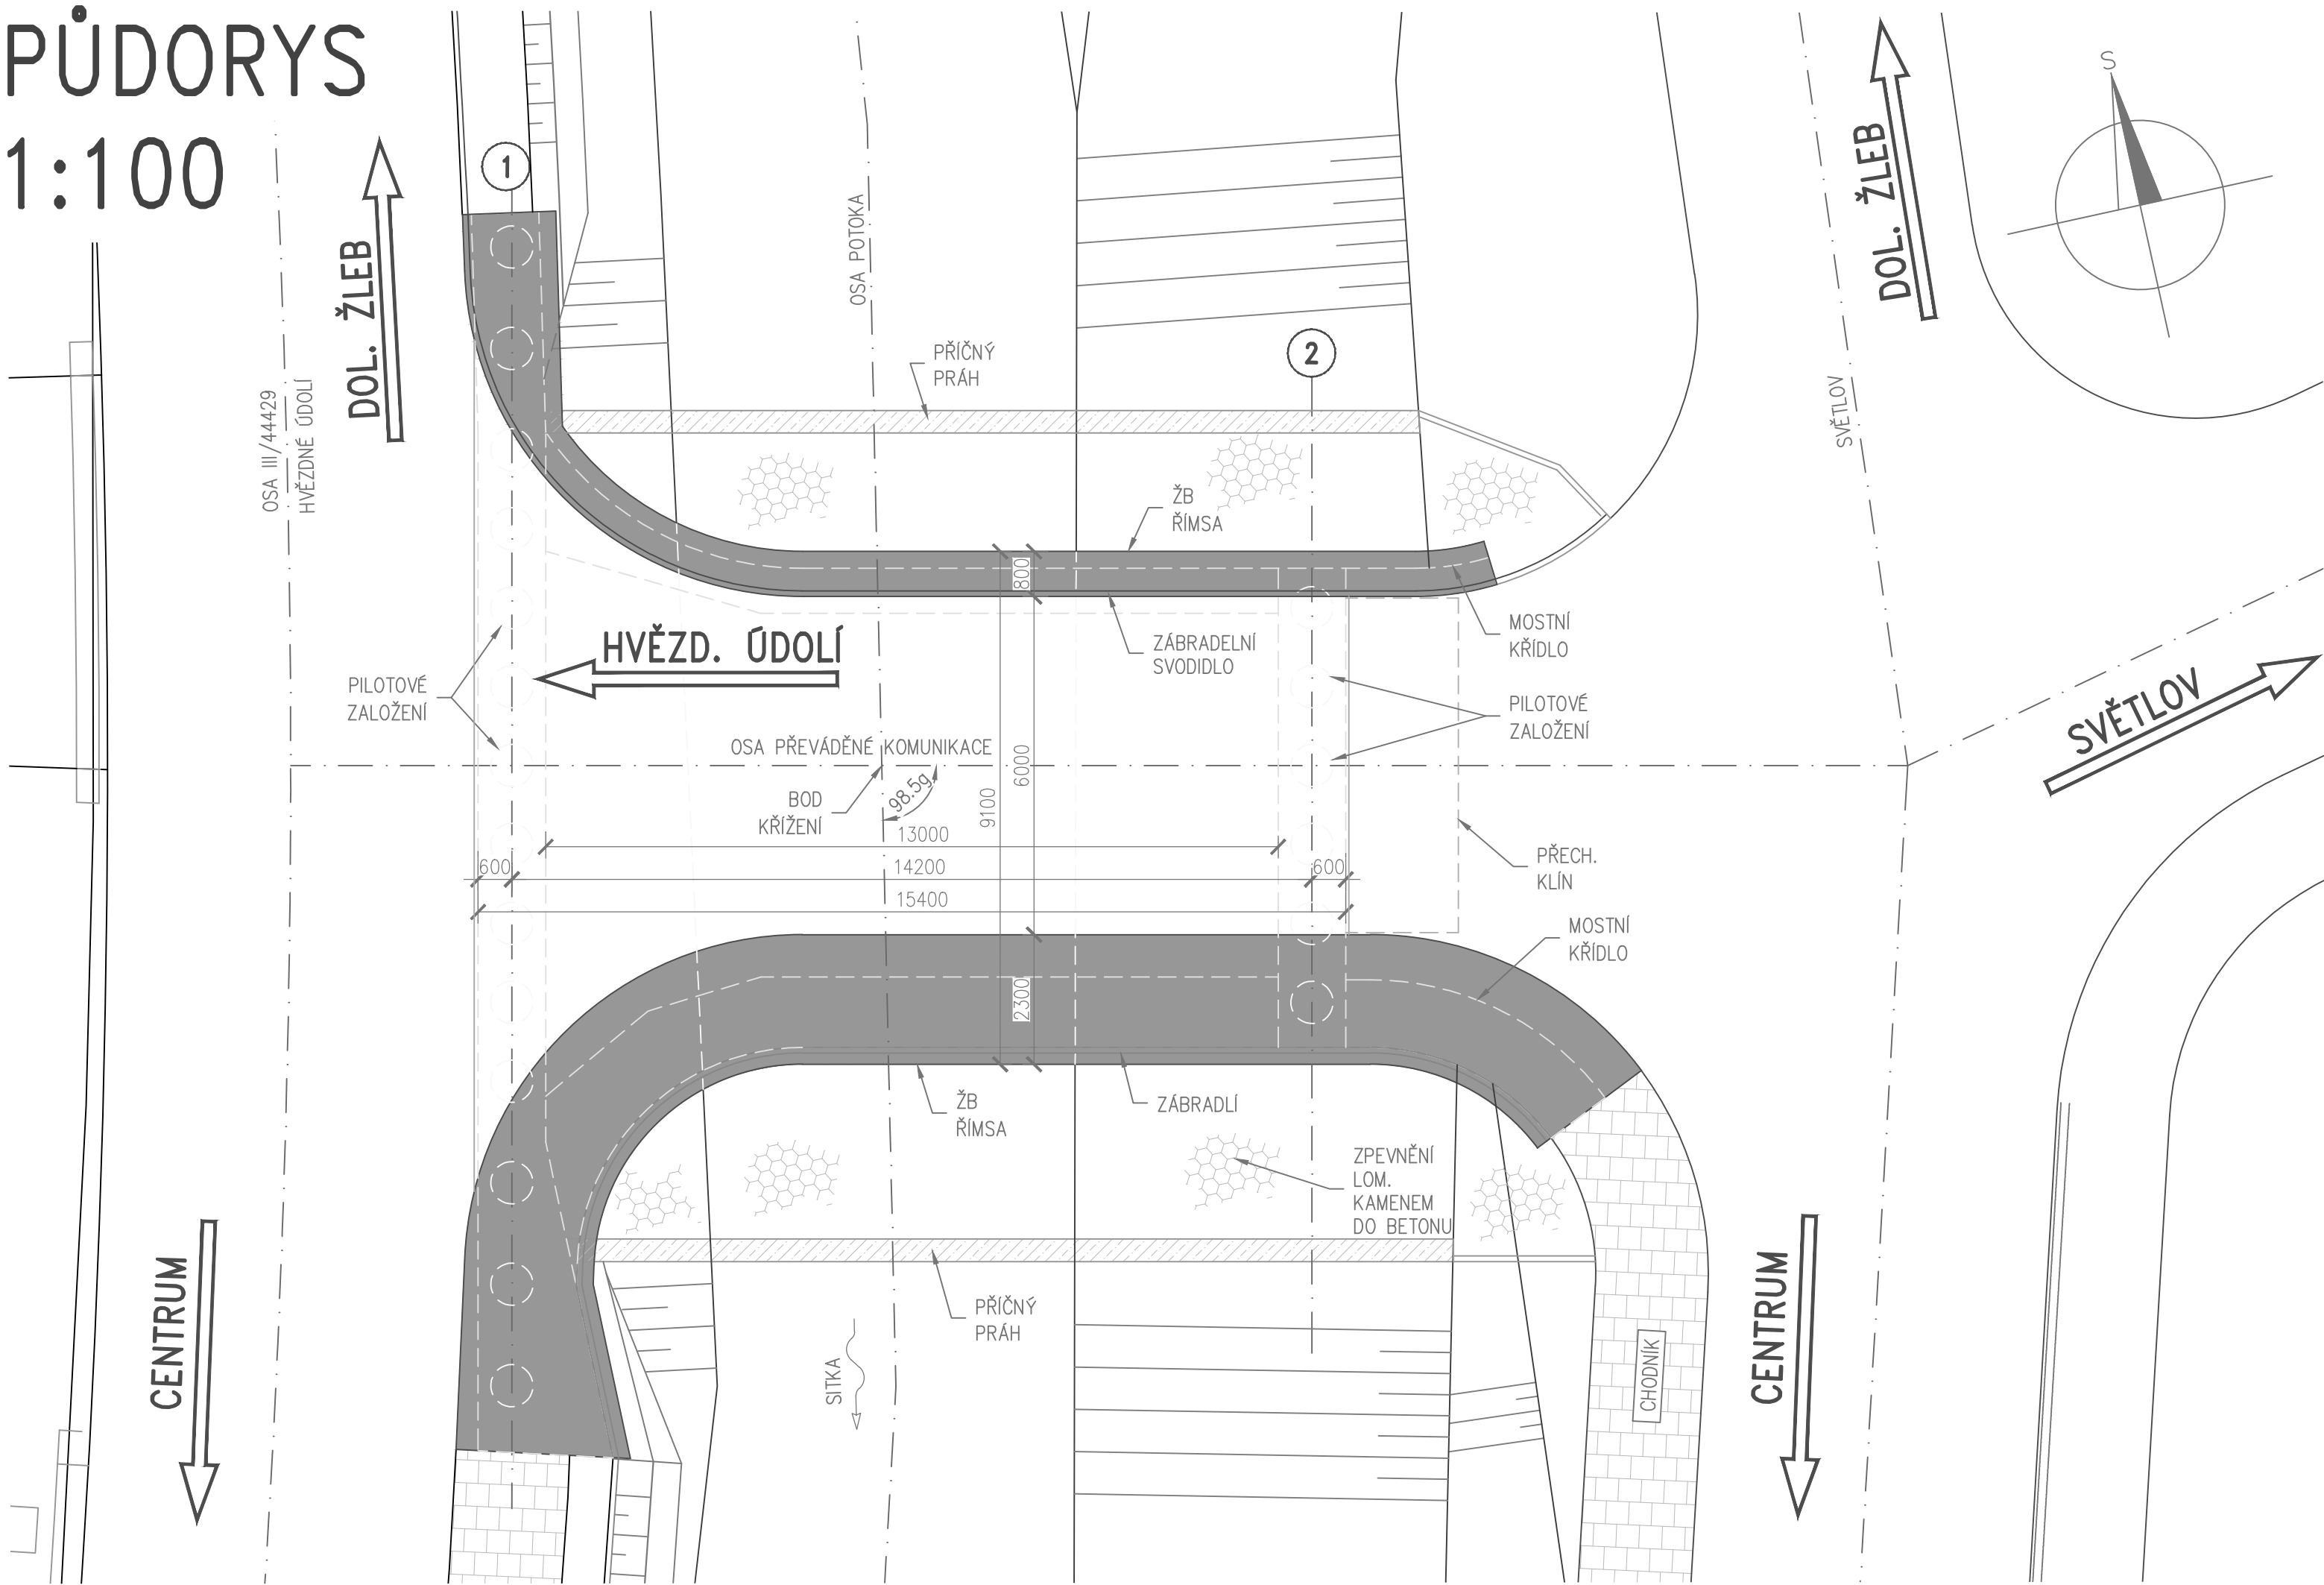 PŮDORYS
1:100
S
1
DOL. ŽLEB
DOL. ŽLEB
OSA POTOKA
2
PŘÍČNÝ
PRÁH
OSA III/44429
HVĚZDNÉ ÚDOLÍ
SVĚTLOV
ŽB
ŘÍMSA
800
MOSTNÍ
KŘÍDLO
HVĚZD. ÚDOLÍ
ZÁBRADELNÍ
SVODIDLO
PILOTOVÉ
ZALOŽENÍ
PILOTOVÉ
ZALOŽENÍ
SVĚTLOV
OSA PŘEVÁDĚNÉ KOMUNIKACE
6000
9100
98.5g
BOD
KŘÍŽENÍ
13000
600
14200
600
15400
PŘECH.
KLÍN
MOSTNÍ
KŘÍDLO
2300
ŽB
ŘÍMSA
ZÁBRADLÍ
ZPEVNĚNÍ
LOM.
KAMENEM
DO BETONU
CENTRUM
CENTRUM
PŘÍČNÝ
PRÁH
SITKA
CHODNÍK